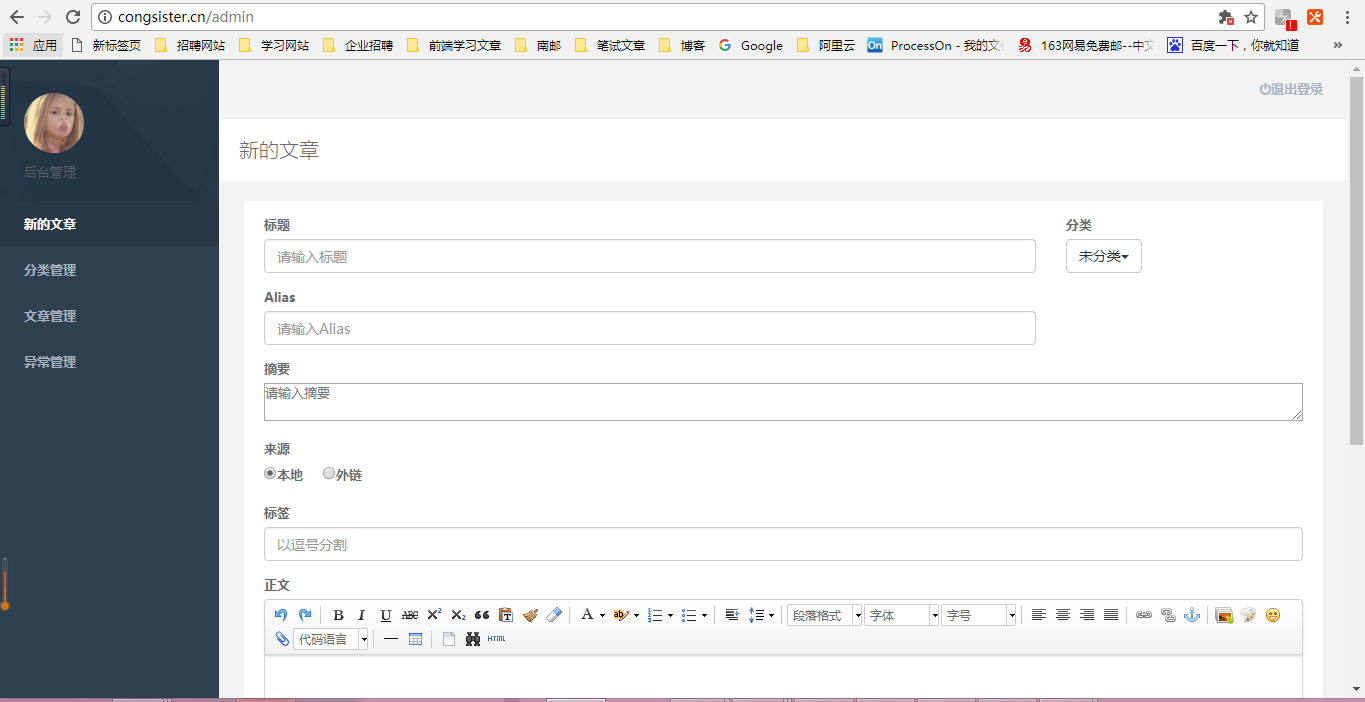 congsister.cn/admin
应用 新标签页 招聘网站 学习网站 企业招聘 前端学习文章 南邮 笔试文章 博客 Google 阿里云 On ProcessOn - 我的文 163网易免费邮--中文 百度一下，你就知道 »
退出登录
后台管理
新的文章
分类管理
文章管理
异常管理
新的文章
标题 分类
请输入标题 未分类
Alias
请输入Alias
摘要
请输入摘要
来源
本地 外链
标签
以逗号分割
正文
B I U ABC X² X₂ A ab 段落格式 字体 字号
代码语言 HTML